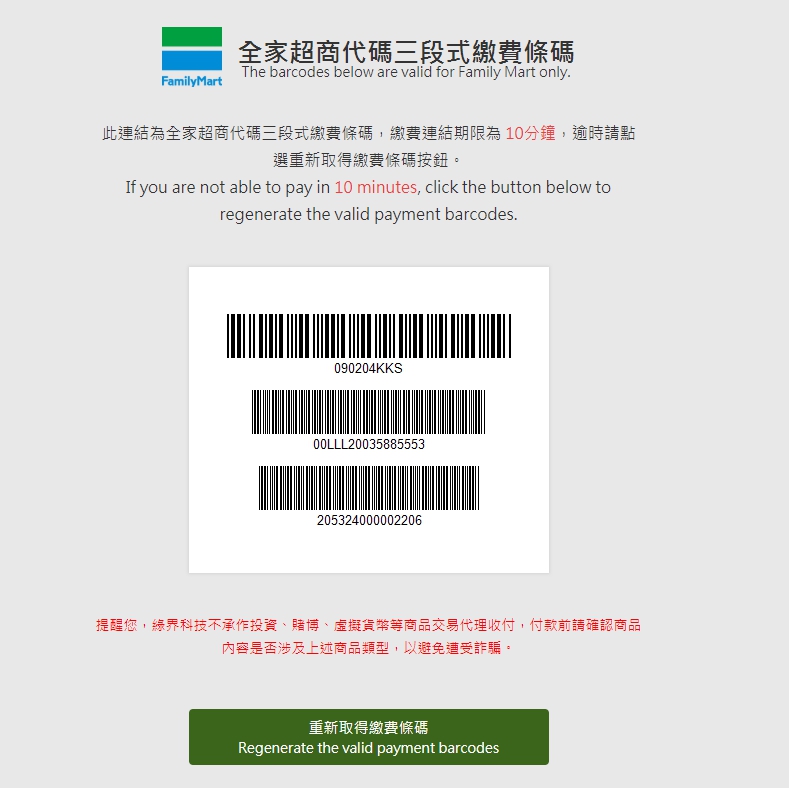 FamilyMart
全家超商代碼三段式繳費條碼
The barcodes below are valid for Family Mart only.
此連結為全家超商代碼三段式繳費條碼，繳費連結期限為 10分鐘，逾時請點
選重新取得繳費條碼按鈕。
If you are not able to pay in 10 minutes, click the button below to
regenerate the valid payment barcodes.
090204KKS
00LLL20035885553
205324000002206
提醒您，綠界科技不承作投資、賭博、虛擬貨幣等商品交易代理收付，付款前請確認商品
內容是否涉及上述商品類型，以避免遭受詐騙。
重新取得繳費條碼
Regenerate the valid payment barcodes